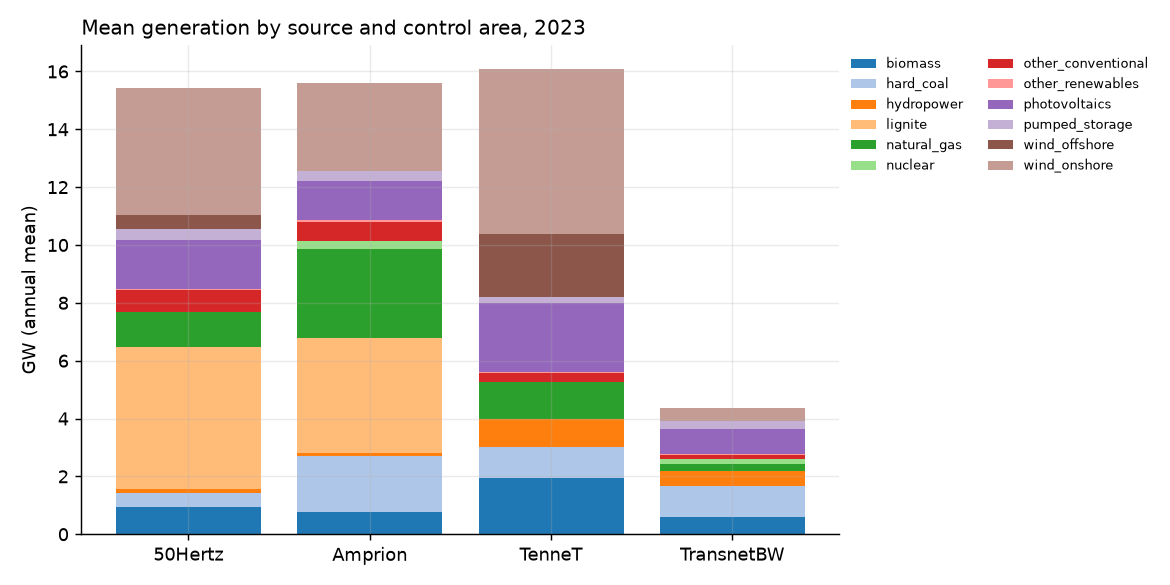 Mean generation by source and control area, 2023
GW (annual mean)
16
14
12
10
8
6
4
2
0
50Hertz
Amprion
TenneT
TransnetBW
biomass
hard_coal
hydropower
lignite
natural_gas
nuclear
other_conventional
other_renewables
photovoltaics
pumped_storage
wind_offshore
wind_onshore